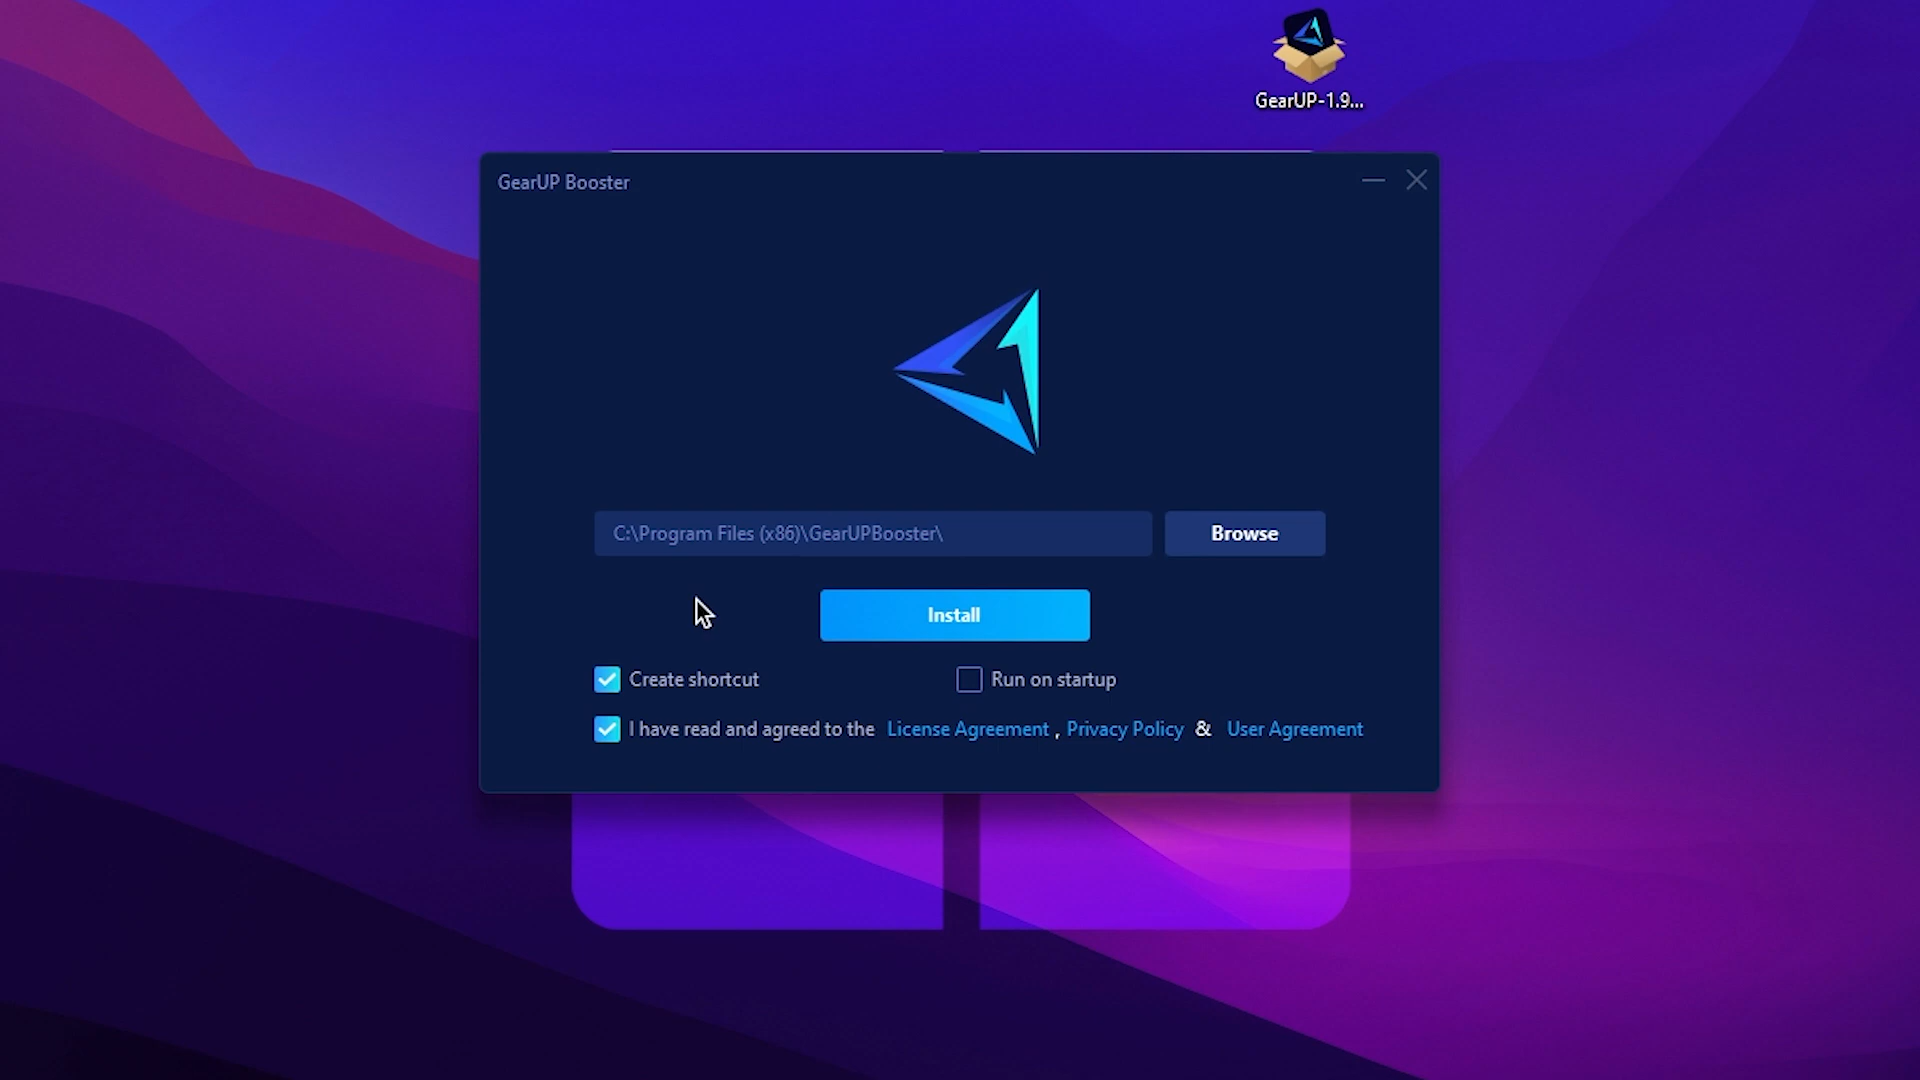 GearUP-1.9...
GearUP Booster
C:\Program Files (x86)\GearUPBooster\
Browse
Install
Create shortcut
Run on startup
I have read and agreed to the License Agreement , Privacy Policy & User Agreement